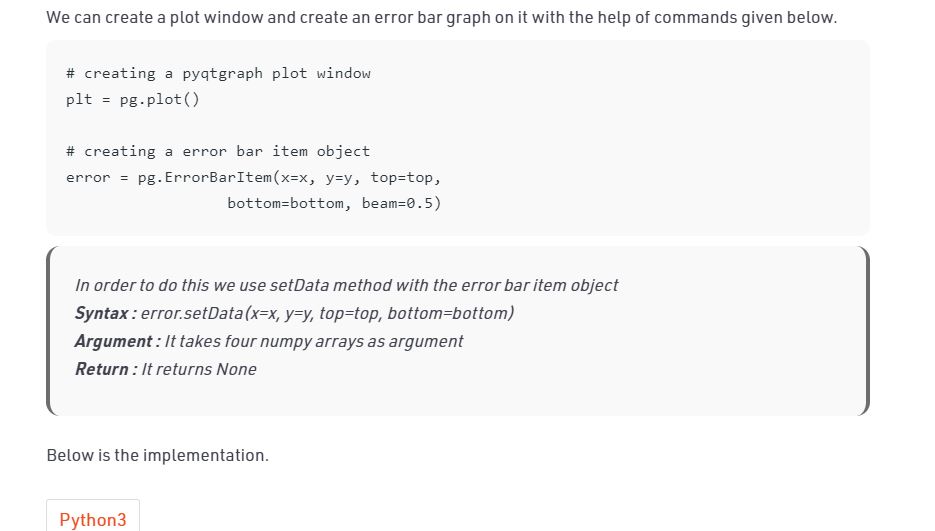 We can create a plot window and create an error bar graph on it with the help of commands given below.
# creating a pyqtgraph plot window
plt = pg.plot()
# creating a error bar item object
error = pg.ErrorBarItem(x=x, y=y, top=top,
bottom=bottom, beam=0.5)
In order to do this we use setData method with the error bar item object
Syntax : error.setData(x=x, y=y, top=top, bottom=bottom)
Argument : It takes four numpy arrays as argument
Return : It returns None
Below is the implementation.
Python3